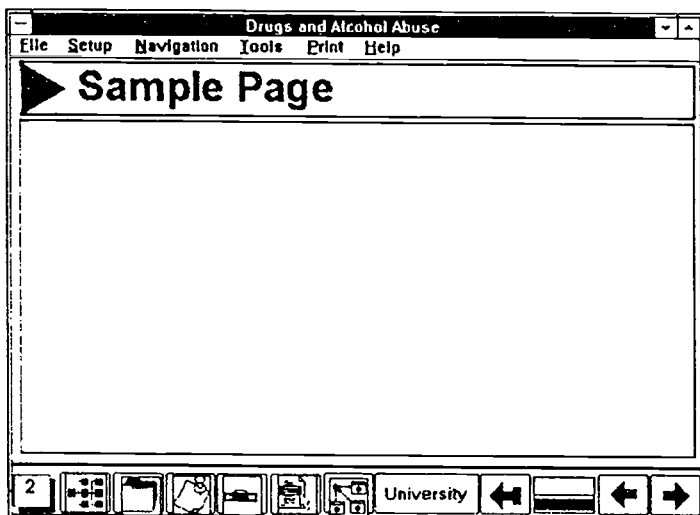 Drugs and Alcohol Abuse
File Setup Navigation Tools Print Help
Sample Page
2 University